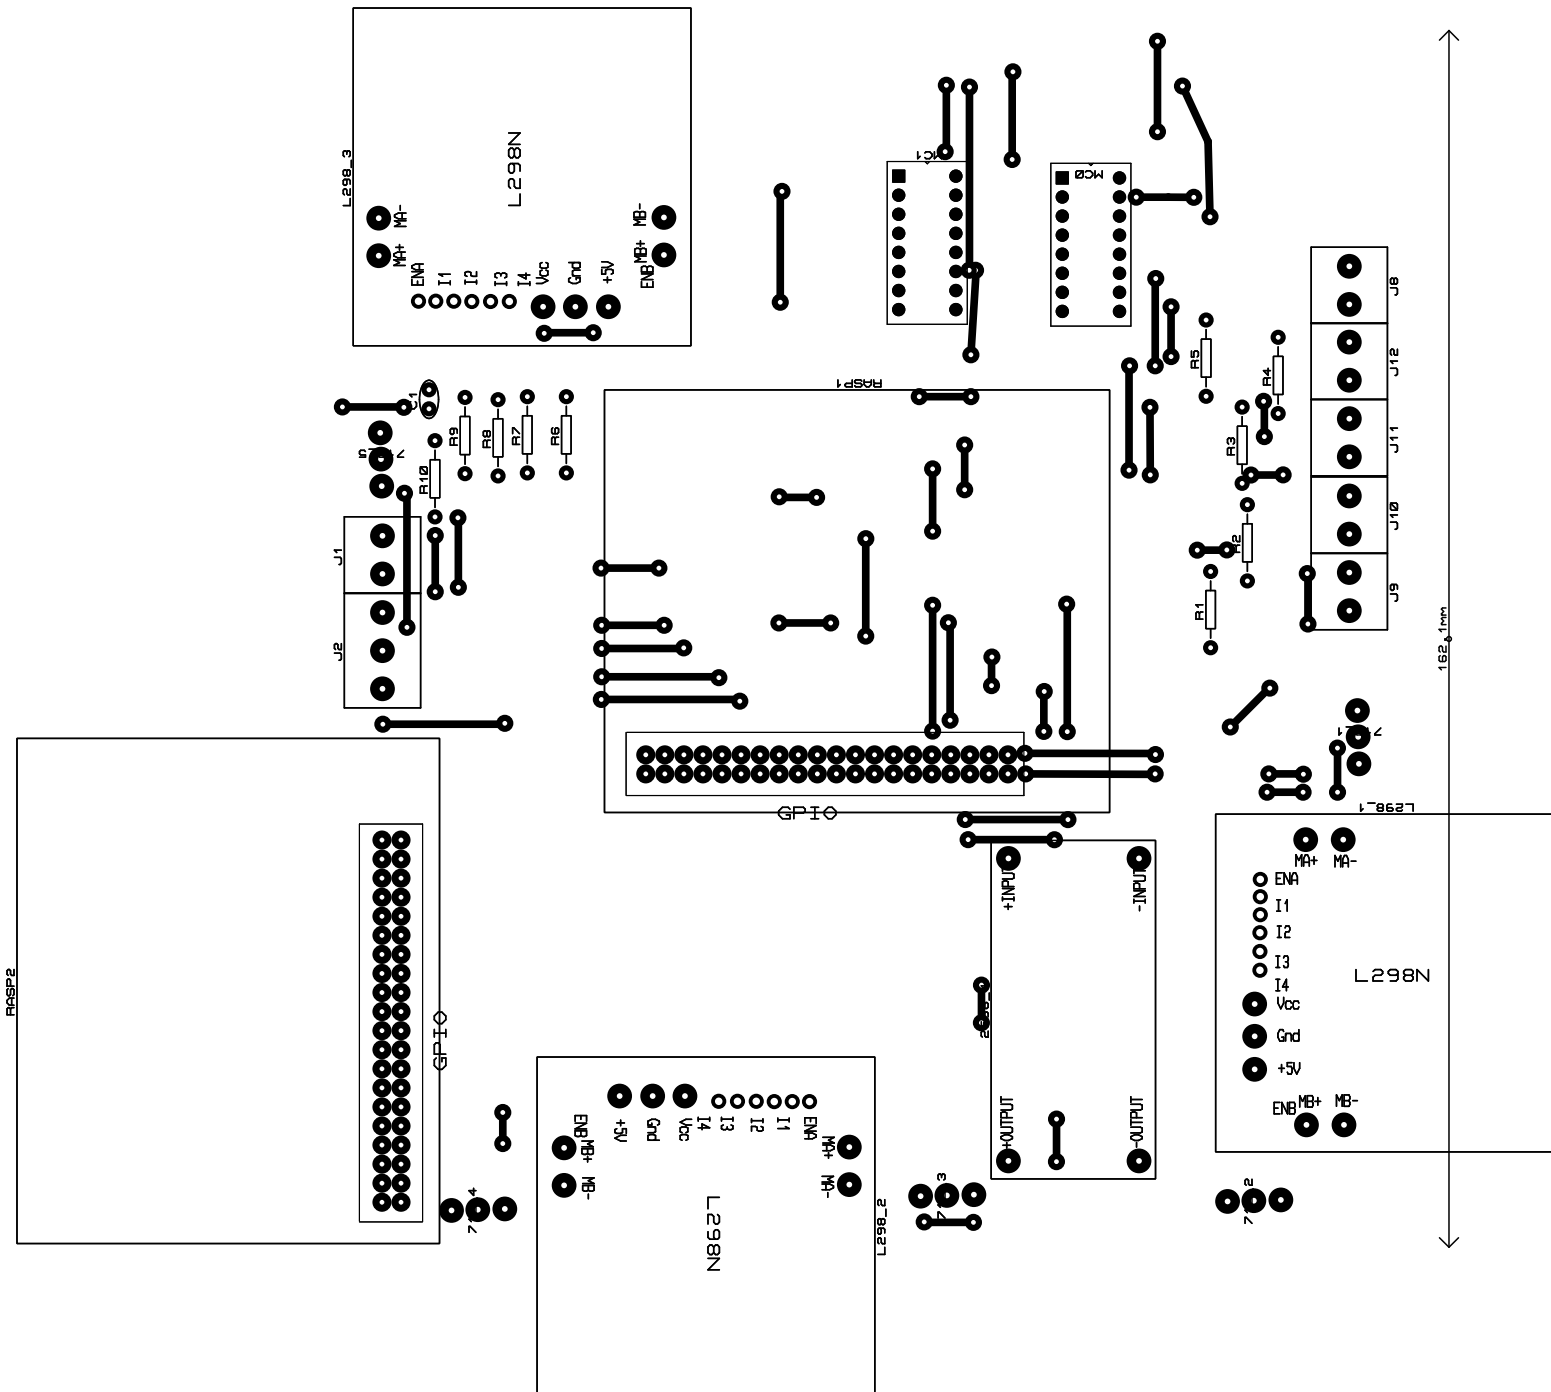 L298_3
L298N
MA-
MA+
MB-
MB+
ENA
I1
I2
I3
I4
Vcc
Gnd
+5V
ENB
MC0
J8
J12
J11
J10
J9
R5
R4
R3
R2
R1
RASP1
R9
R8
R7
R6
R10
J1
J2
162,1mm
GPIO
RASP2
GPIO
L298_1
MA+
MA-
ENA
I1
I2
I3
I4
L298N
Vcc
Gnd
+5V
ENB
MB+
MB-
+INPUT
-INPUT
+OUTPUT
-OUTPUT
ENB
MB+
MB-
+5V
Gnd
Vcc
I4
I3
I2
I1
ENA
MA+
MA-
L298N
L298_2